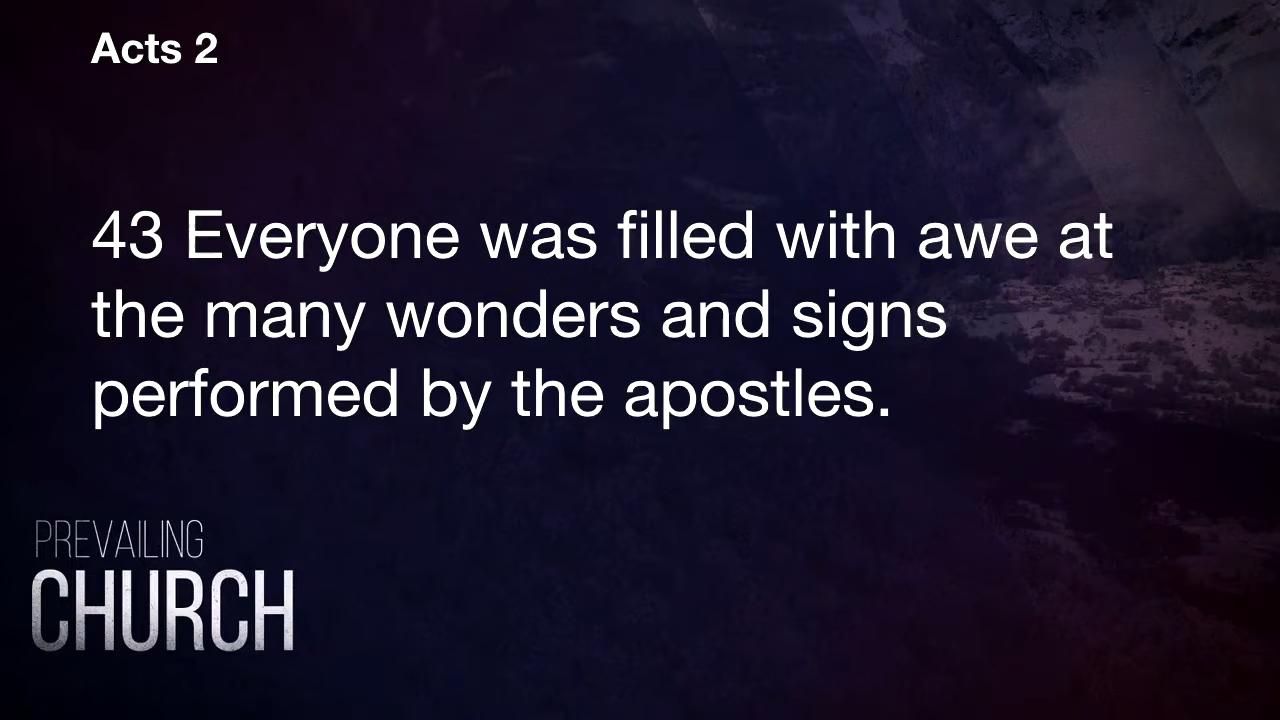 Acts 2
43 Everyone was filled with awe at
the many wonders and signs
performed by the apostles.
PREVAILING
CHURCH